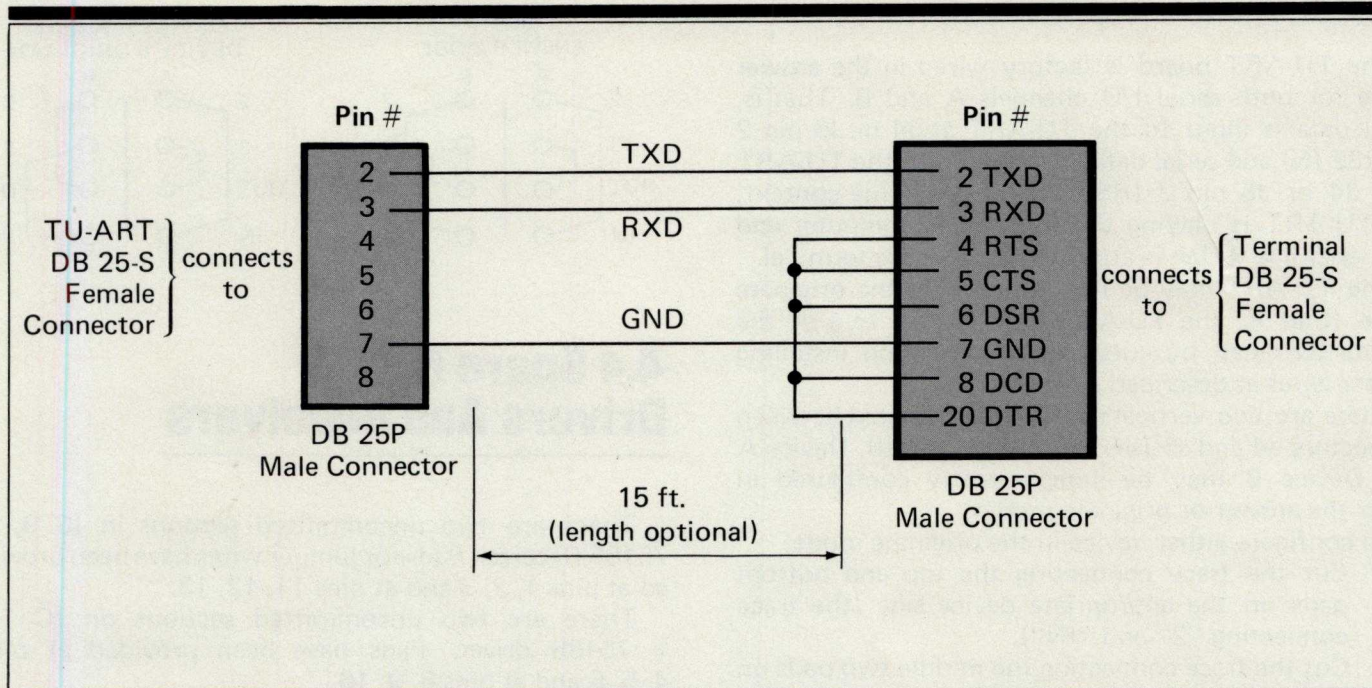 Pin #
2
3
4
5
6
7
8
DB 25P
Male Connector
TU-ART
DB 25-S
Female
Connector
connects
to
TXD
RXD
GND
15 ft.
(length optional)
Pin #
2 TXD
3 RXD
4 RTS
5 CTS
6 DSR
7 GND
8 DCD
20 DTR
DB 25P
Male Connector
connects
to
Terminal
DB 25-S
Female
Connector